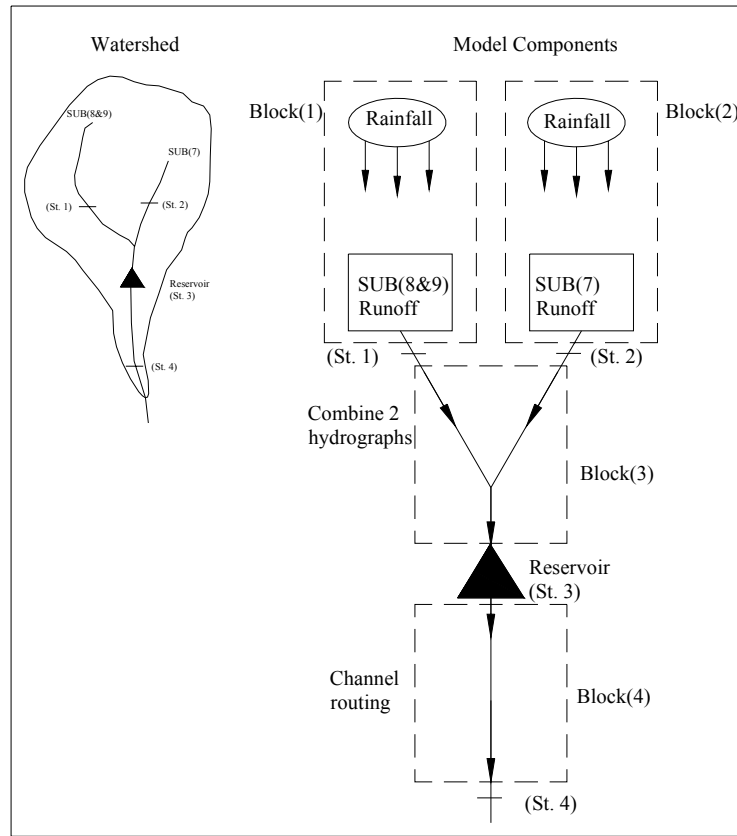 Watershed
SUB(8&9)
SUB(7)
(St. 1)
(St. 2)
Reservoir
(St. 3)
(St. 4)
Model Components
Block(1)
Rainfall
Rainfall
Block(2)
SUB(8&9)
Runoff
SUB(7)
Runoff
(St. 1)
(St. 2)
Combine 2
hydrographs
Block(3)
Reservoir
(St. 3)
Channel
routing
Block(4)
(St. 4)